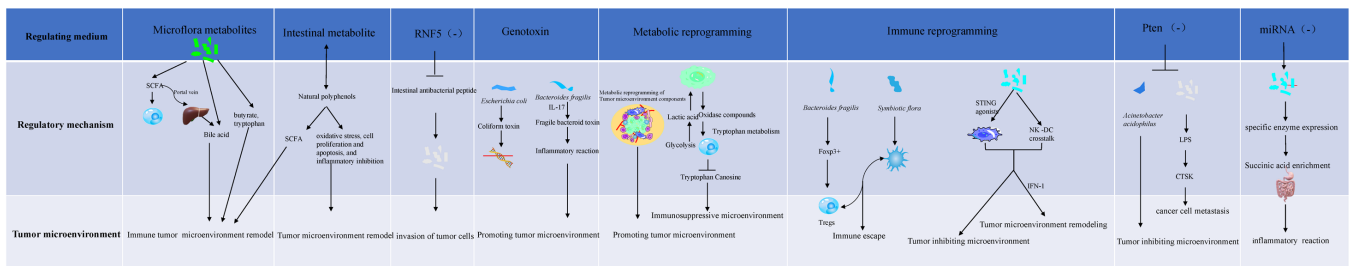 Regulating medium
Microflora metabolites
Intestinal metabolite
RNF5（-）
Genotoxin
Metabolic reprogramming
Immune reprogramming
Pten （-）
miRNA（-）
Regulatory mechanism
SCFA
Portal vein
Bile acid
butyrate,
tryptophan
Natural polyphenols
SCFA
oxidative stress, cell
proliferation and
apoptosis, and
inflammatory inhibition
Intestinal antibacterial peptide
Escherichia coli
Coliform toxin
Bacteroides fragilis
IL-17
Fragile bacteroid toxin
Inflammatory reaction
Metabolic reprogramming of
Tumor microenvironment components
Lactic acid
Glycolysis
Oxidase compounds
Tryptophan metabolism
Tryptophan Canosine
Immunosuppressive microenvironment
Bacteroides fragilis
Foxp3+
Tregs
Symbiotic flora
Immune escape
STING
agonists
NK -DC
crosstalk
IFN-1
Acinetobacter
acidophilus
LPS
CTSK
cancer cell metastasis
specific enzyme expression
Succinic acid enrichment
Tumor microenvironment
Immune tumor microenvironment remodel
Tumor microenvironment remodel
invasion of tumor cells
Promoting tumor microenvironment
Promoting tumor microenvironment
Tumor inhibiting microenvironment
Tumor microenvironment remodeling
Tumor inhibiting microenvironment
inflammatory reaction